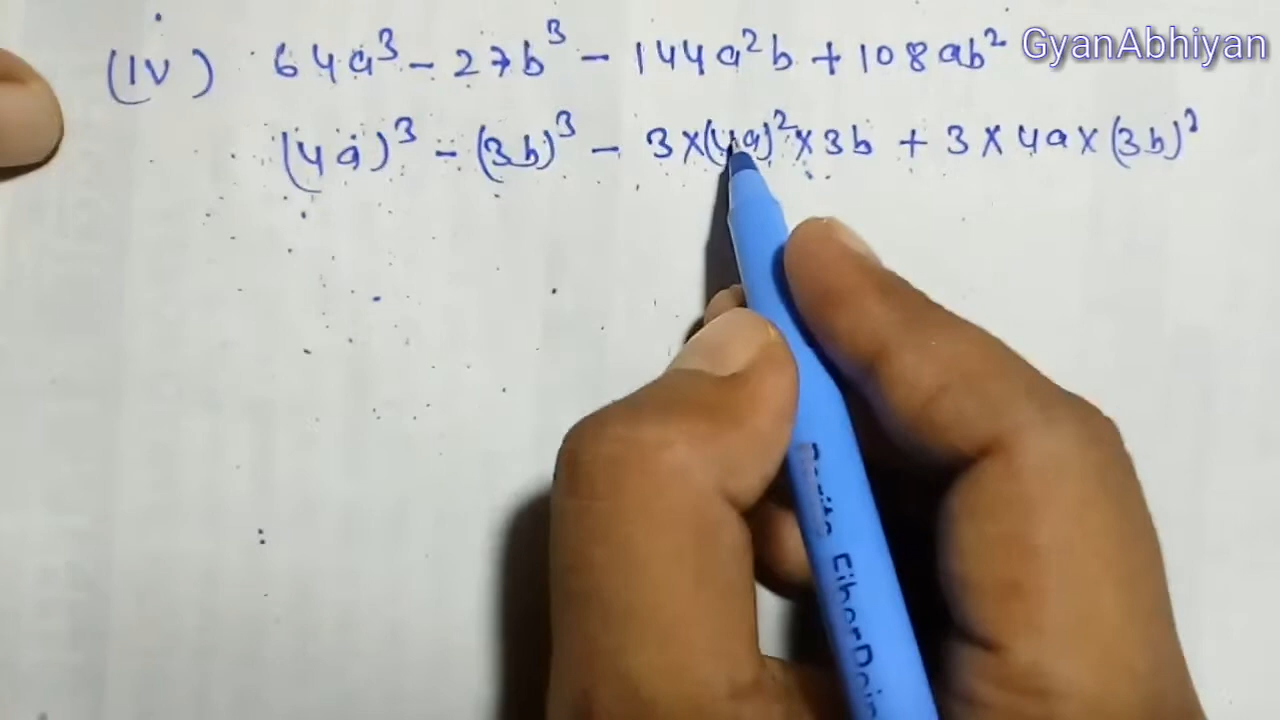 (iv) 64a³ - 27b³ - 144a²b + 108ab² GyanAbhiyan
(4a)³ - (3b)³ - 3×(4a)²×3b + 3×4a×(3b)²